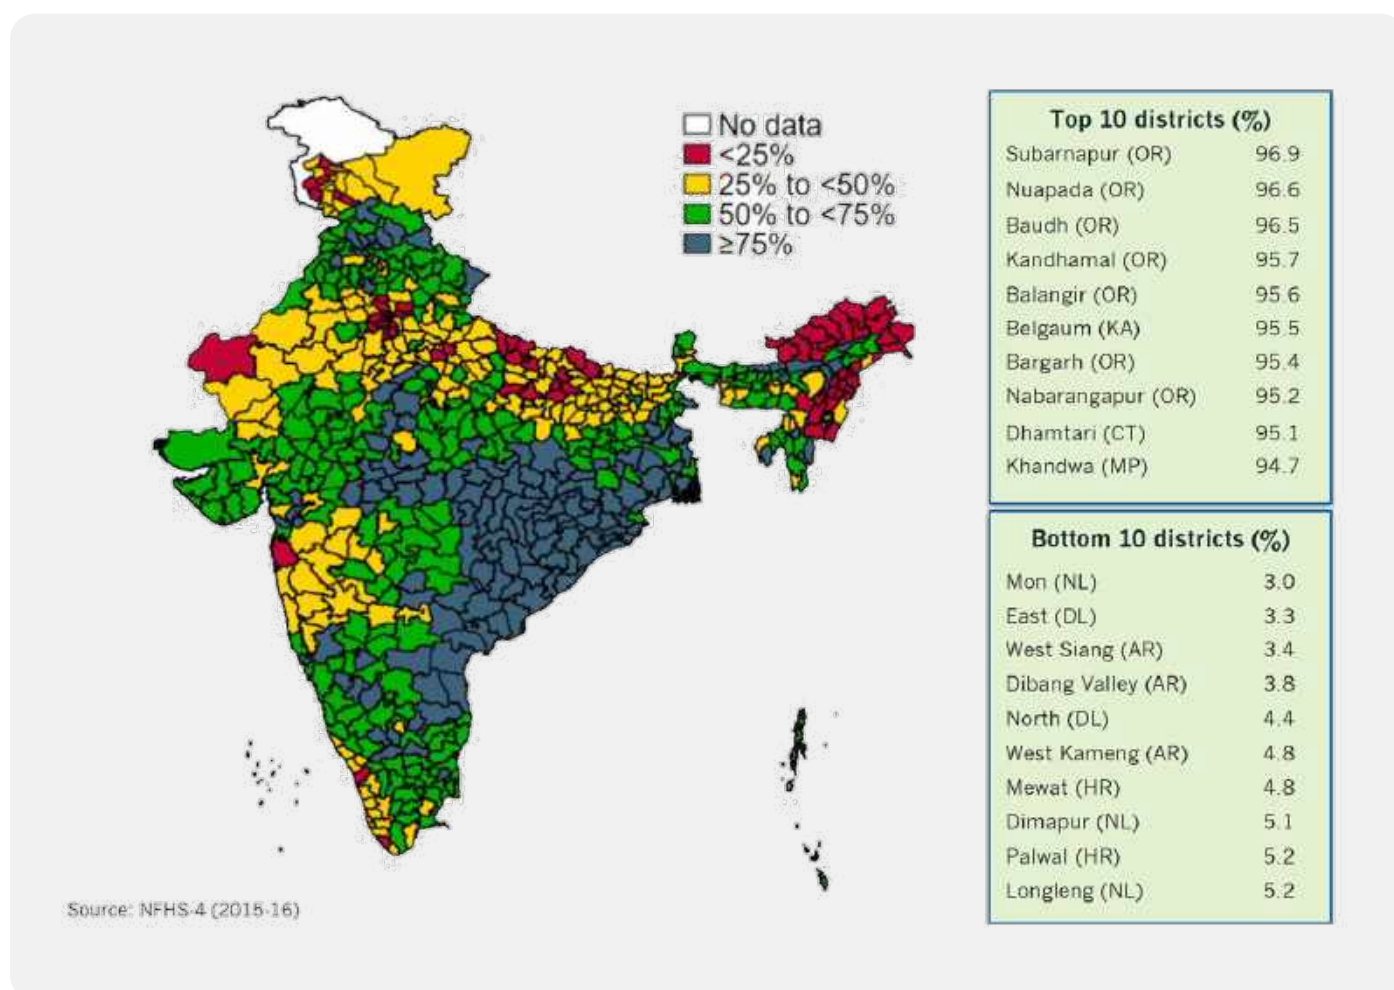 No data
<25%
25% to <50%
50% to <75%
≥75%
Top 10 districts (%)
Subarnapur (OR) 96.9
Nuapada (OR) 96.6
Baudh (OR) 96.5
Kandhamal (OR) 95.7
Balangir (OR) 95.6
Belgaum (KA) 95.5
Bargarh (OR) 95.4
Nabarangapur (OR) 95.2
Dhamtari (CT) 95.1
Khandwa (MP) 94.7
Bottom 10 districts (%)
Mon (NL) 3.0
East (DL) 3.3
West Siang (AR) 3.4
Dibang Valley (AR) 3.8
North (DL) 4.4
West Kameng (AR) 4.8
Mewat (HR) 4.8
Dimapur (NL) 5.1
Palwal (HR) 5.2
Longleng (NL) 5.2
Source: NFHS-4 (2015-16)